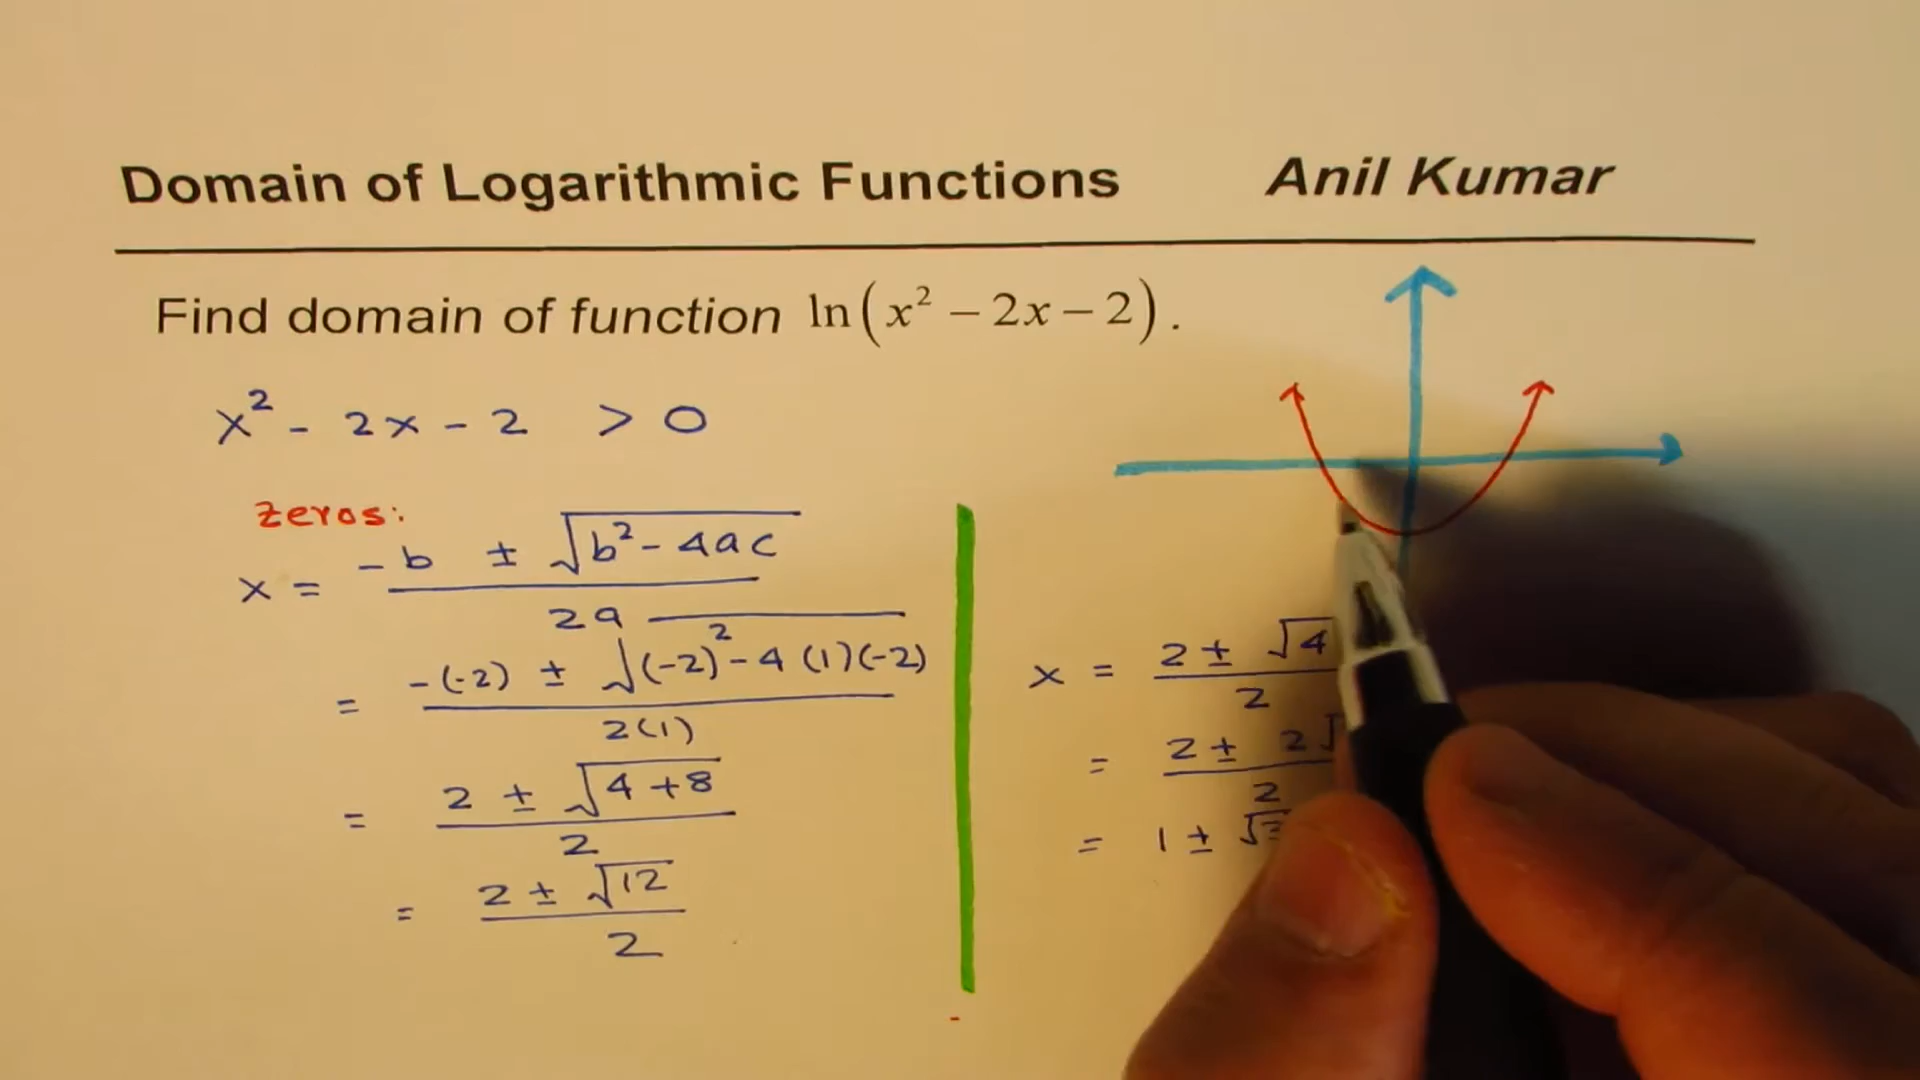 Domain of Logarithmic Functions Anil Kumar
Find domain of function ln(x² − 2x − 2).
x² - 2x - 2 > 0
zeros:
x = -b ± √(b² - 4ac) / 2a
= -(-2) ± √((-2)² - 4(1)(-2)) / 2(1)
= 2 ± √(4+8) / 2
= 2 ± √12 / 2
x = 2 ± √4 / 2
= 2 ± 2√ / 2
= 1 ± √